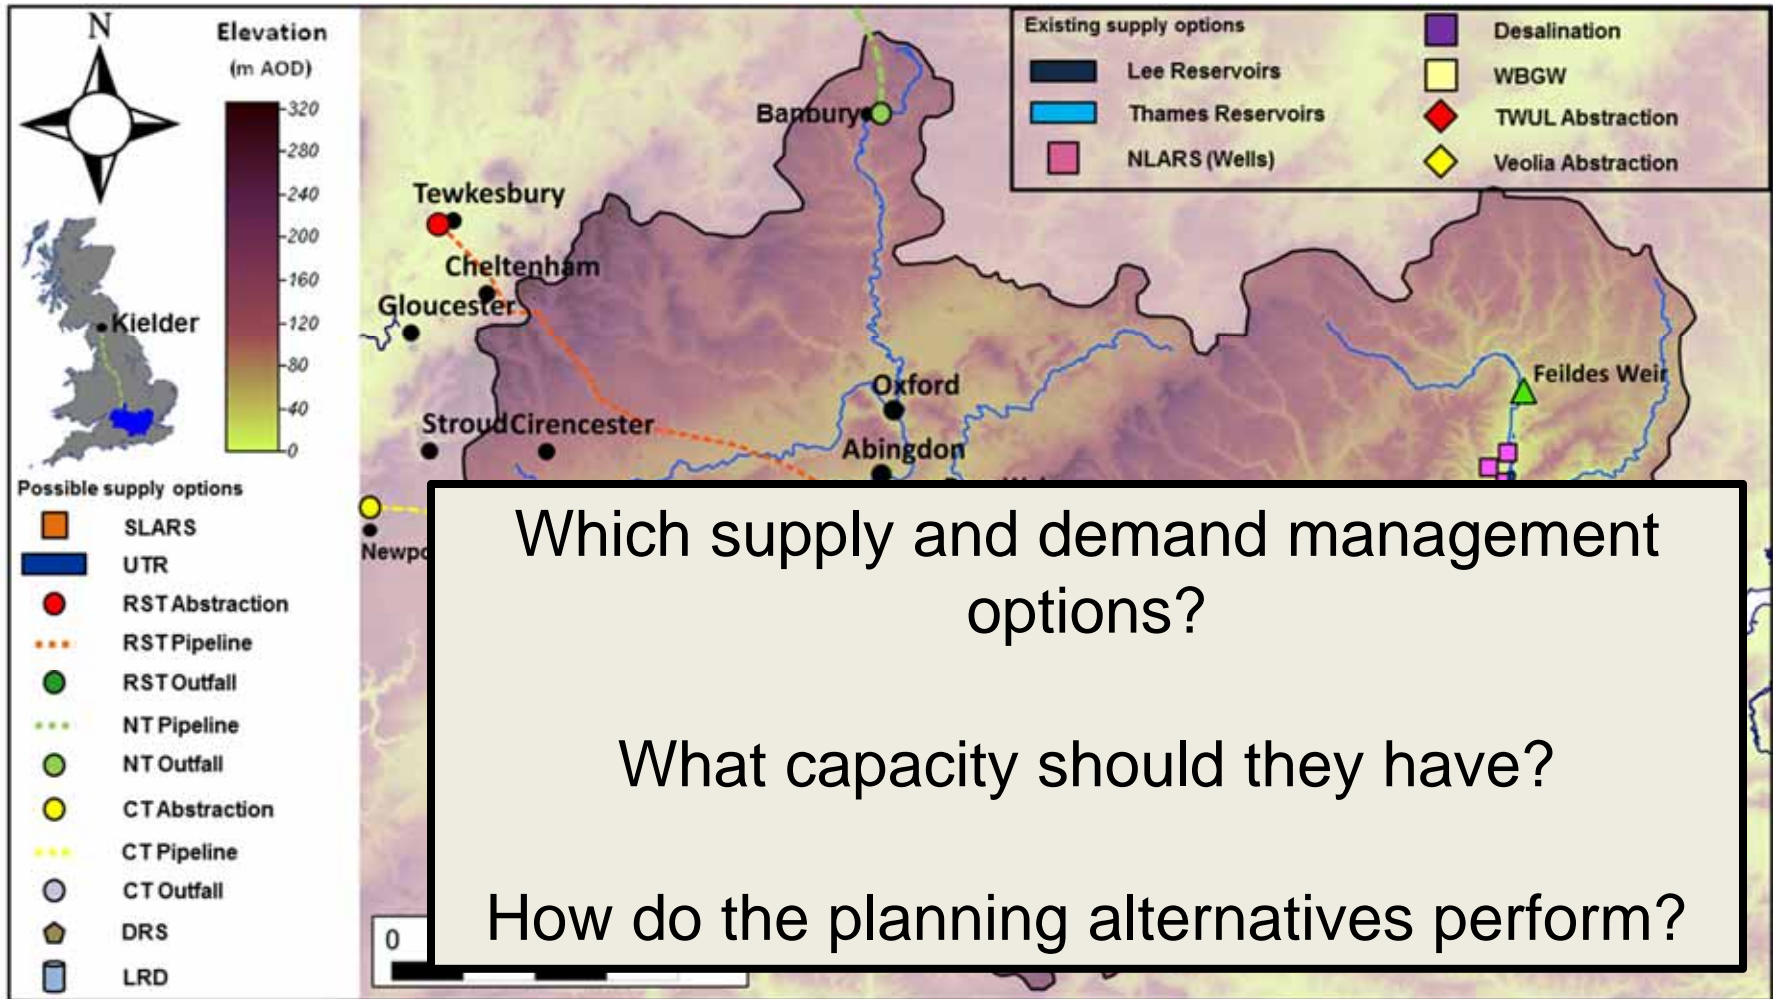 N
Elevation
(m AOD)
320
280
240
200
160
120
80
40
0
Kielder
Possible supply options
SLARS
UTR
RST Abstraction
RST Pipeline
RST Outfall
NT Pipeline
NT Outfall
CT Abstraction
CT Pipeline
CT Outfall
DRS
LRD
Existing supply options
Lee Reservoirs
Thames Reservoirs
NLARS (Wells)
Desalination
WBGW
TWUL Abstraction
Veolia Abstraction
Banbury
Tewkesbury
Cheltenham
Gloucester
Oxford
Feildes Weir
Stroud Cirencester
Abingdon
Newpo
0
Which supply and demand management
options?
What capacity should they have?
How do the planning alternatives perform?